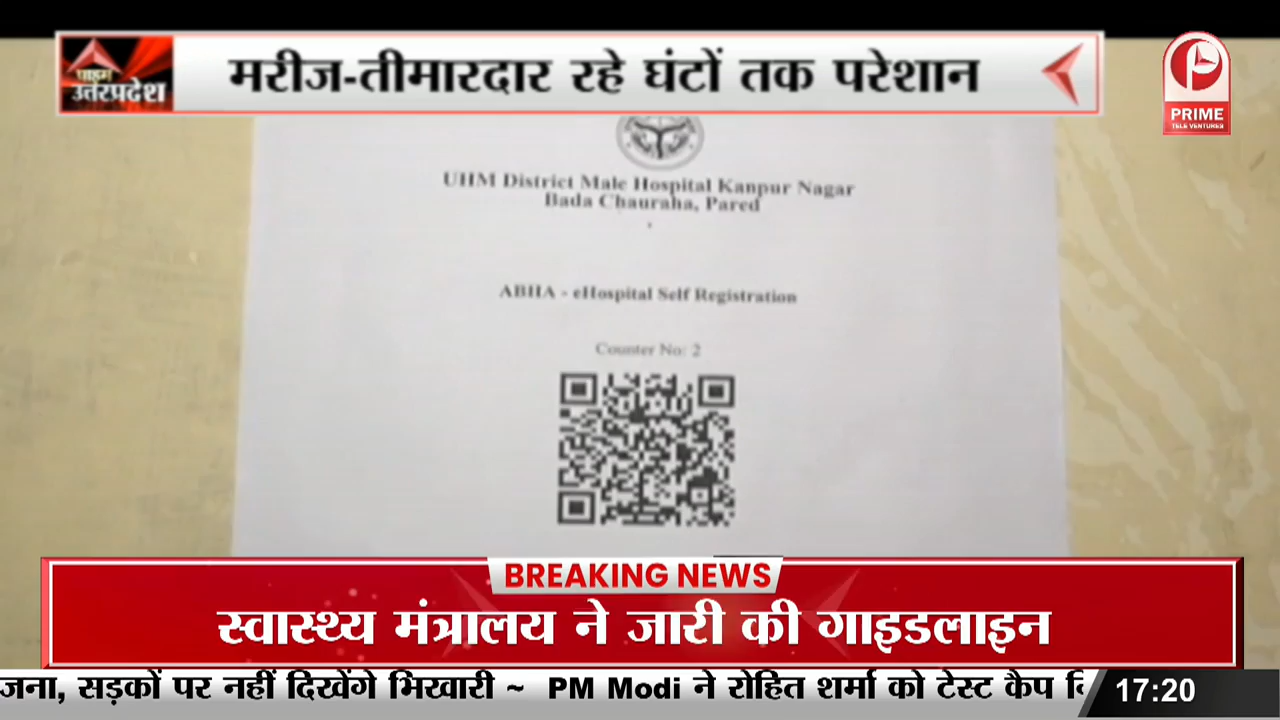 प्राइम
उत्तरप्रदेश
मरीज-तीमारदार रहे घंटों तक परेशान
PRIME
TELE VENTURES
UHM District Male Hospital Kanpur Nagar
Bada Chauraha, Pared
ABHA - eHospital Self Registration
Counter No: 2
BREAKING NEWS
स्वास्थ्य मंत्रालय ने जारी की गाइडलाइन
जना, सड़कों पर नहीं दिखेंगे भिखारी ~ PM Modi ने रोहित शर्मा को टेस्ट कैप
17:20